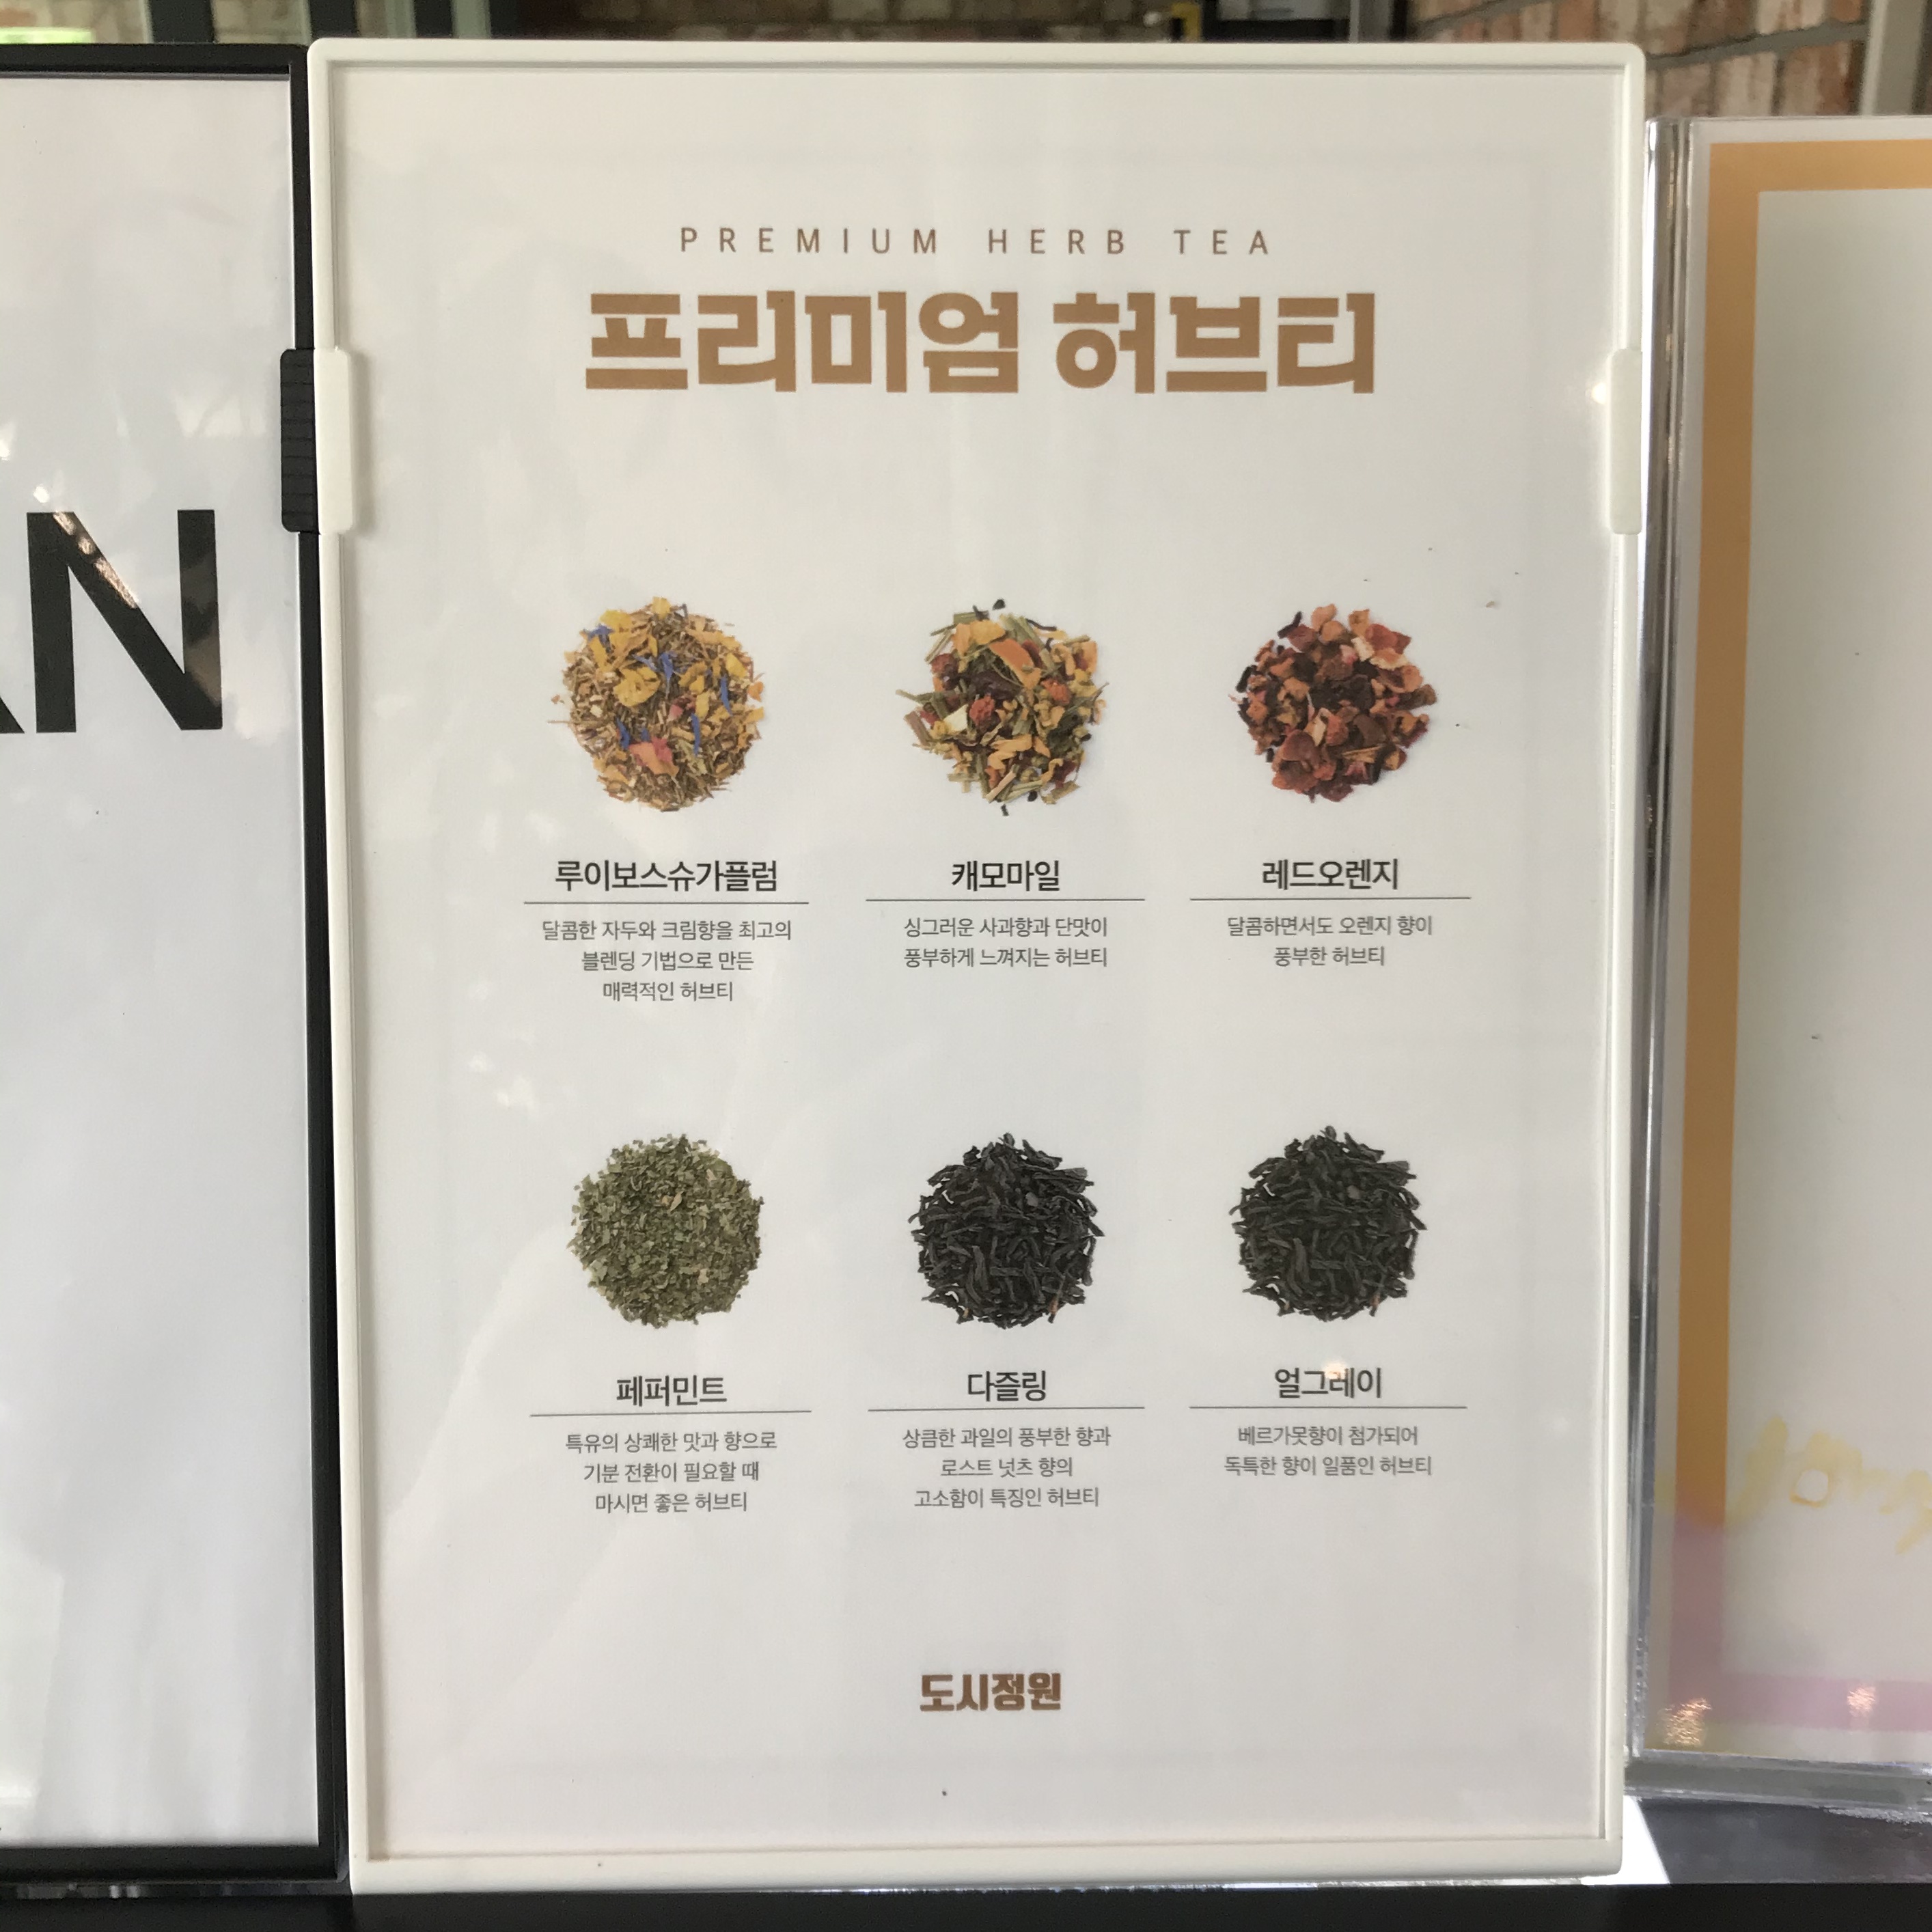 PREMIUM HERB TEA
프리미엄 허브티
루이보스슈가플럼
달콤한 자두와 크림향을 최고의
블렌딩 기법으로 만든
매력적인 허브티
캐모마일
싱그러운 사과향과 단맛이
풍부하게 느껴지는 허브티
레드오렌지
달콤하면서도 오렌지 향이
풍부한 허브티
페퍼민트
특유의 상쾌한 맛과 향으로
기분 전환이 필요할 때
마시면 좋은 허브티
다즐링
상큼한 과일의 풍부한 향과
로스트 넛츠 향의
고소함이 특징인 허브티
얼그레이
베르가못향이 첨가되어
독특한 향이 일품인 허브티
도시정원